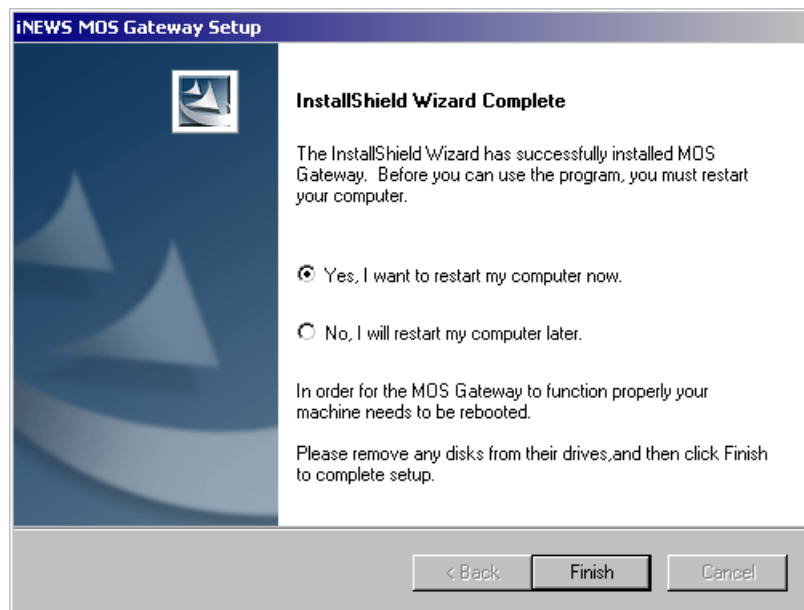 iNEWS MOS Gateway Setup
InstallShield Wizard Complete
The InstallShield Wizard has successfully installed MOS
Gateway. Before you can use the program, you must restart
your computer.
Yes, I want to restart my computer now.
No, I will restart my computer later.
In order for the MOS Gateway to function properly your
machine needs to be rebooted.
Please remove any disks from their drives,and then click Finish
to complete setup.
< Back
Finish
Cancel